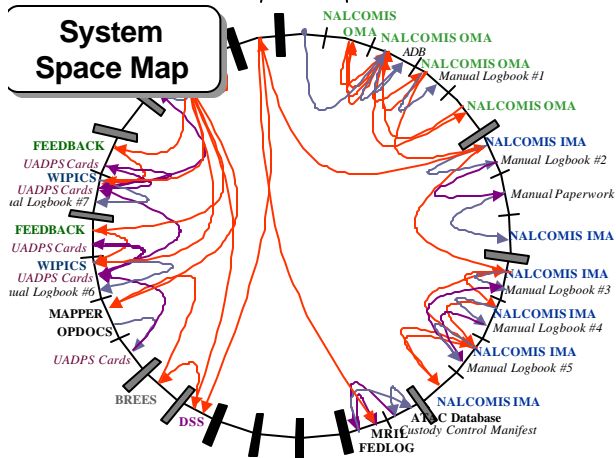 System
Space Map
NALCOMIS
OMA
NALCOMIS OMA
ADB
NALCOMIS OMA
Manual Logbook #1
NALCOMIS OMA
NALCOMIS IMA
Manual Logbook #2
Manual Paperwork
NALCOMIS IMA
NALCOMIS IMA
Manual Logbook #3
NALCOMIS IMA
Manual Logbook #4
NALCOMIS IMA
Manual Logbook #5
NALCOMIS IMA
ATAC Database
Custody Control Manifest
MRIL
FEDLOG
DSS
BREES
UADPS Cards
OPDOCS
MAPPER
ual Logbook #6
UADPS Cards
WIPICS
UADPS Cards
FEEDBACK
ual Logbook #7
UADPS Cards
WIPICS
UADPS Cards
FEEDBACK